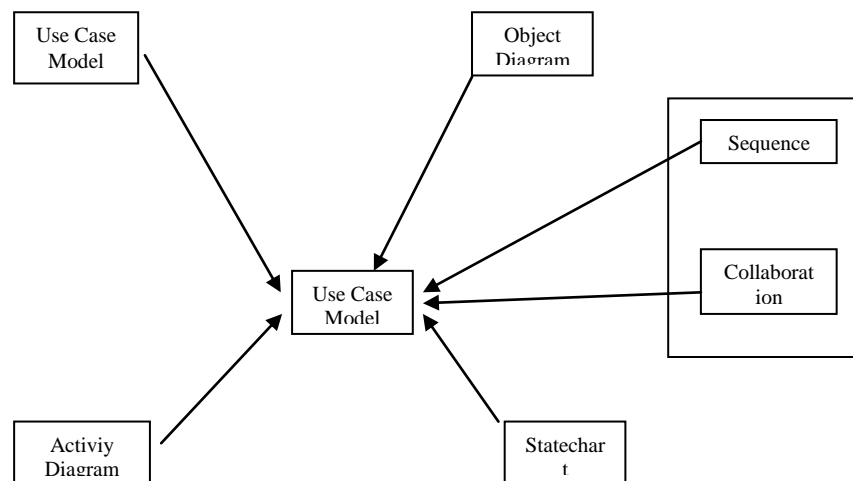 Use Case
Model
Object
Diagram
Sequence
Collaborat
ion
Use Case
Model
Activiy
Diagram
Statechar
t